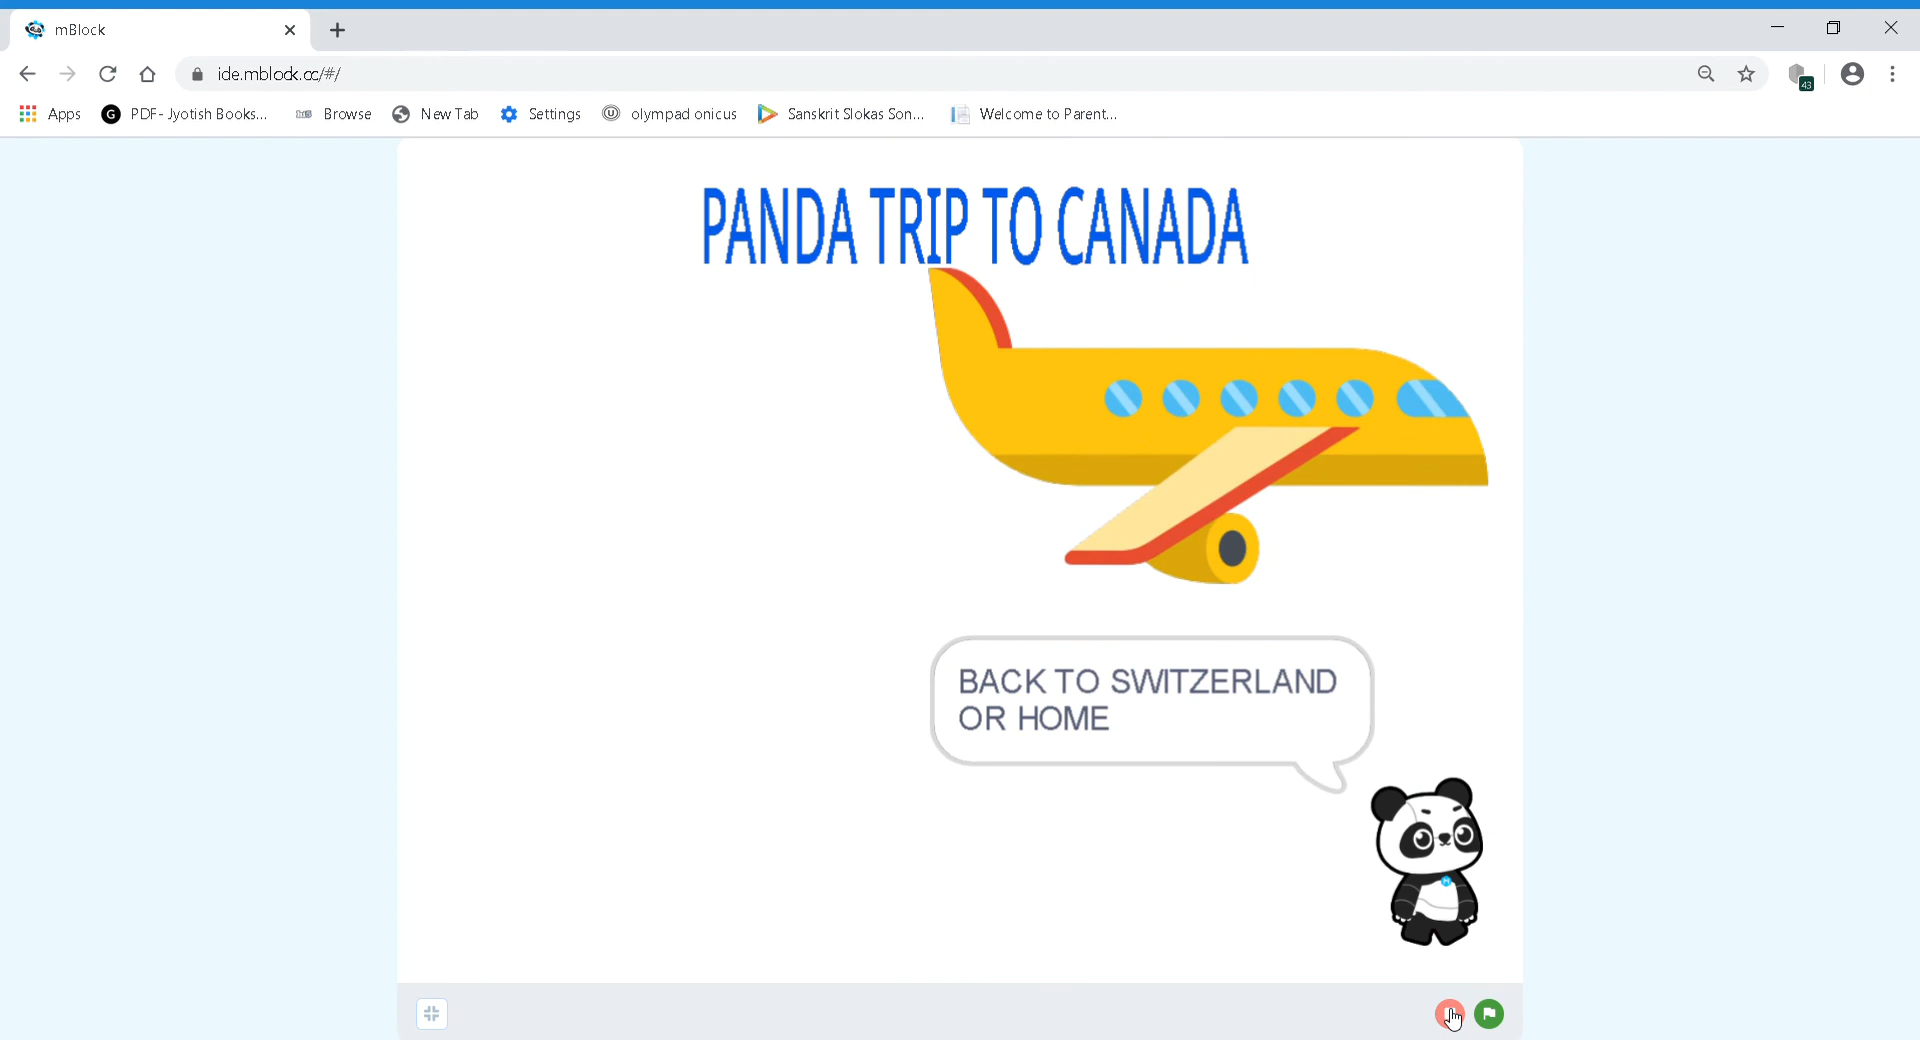 mBlock
ide.mblock.cc/#/
43
Apps
PDF- Jyotish Books...
Browse
New Tab
Settings
olympad onicus
Sanskrit Slokas Son...
Welcome to Parent...
PANDA TRIP TO CANADA
BACK TO SWITZERLAND
OR HOME